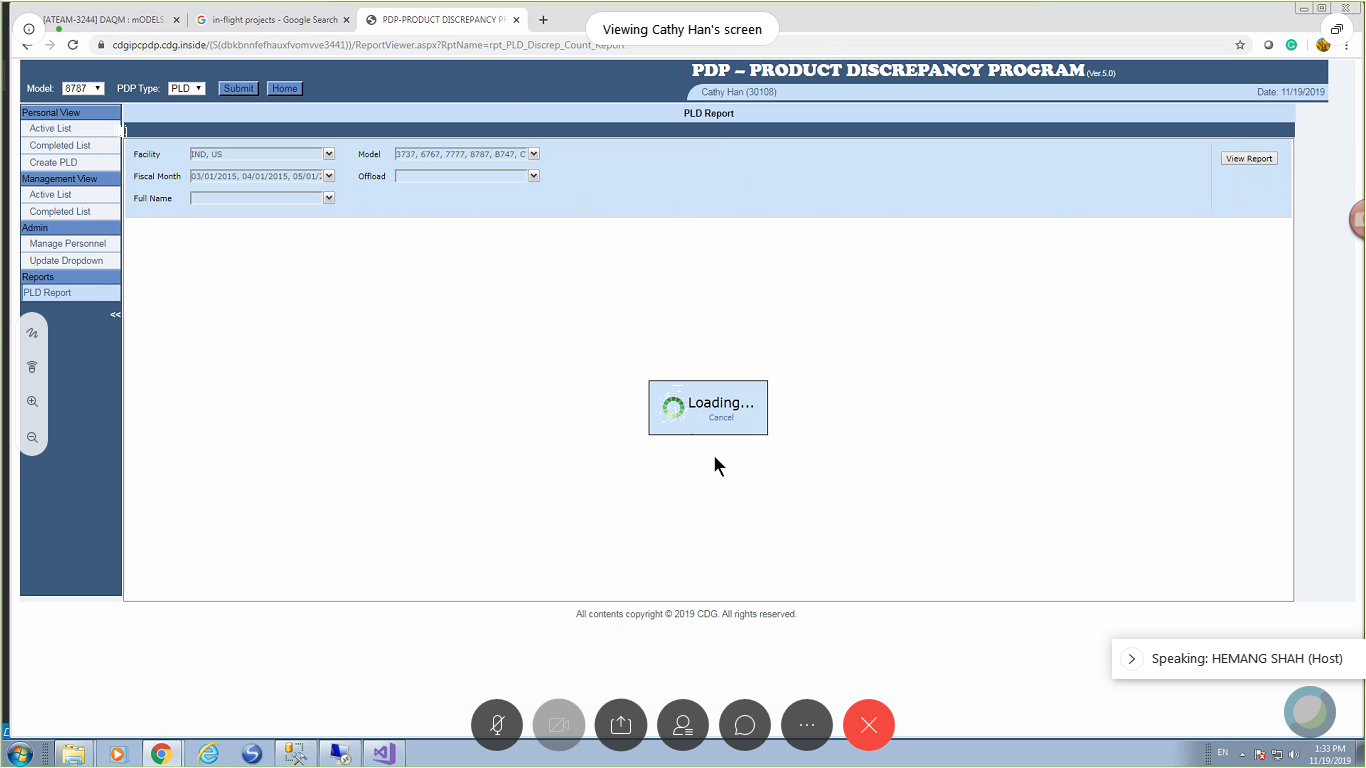 [ATEAM-3244] DAQM : mODELS
in-flight projects - Google Search
PDP-PRODUCT DISCREPANCY P
Viewing Cathy Han's screen
cdgipcpdp.cdg.inside/(S(dbkbnnfefhauxfvomvve3441))/ReportViewer.aspx?RptName=rpt_PLD_Discrep_Count_Report
PDP – PRODUCT DISCREPANCY PROGRAM (Ver.5.0)
Model: 8787 PDP Type: PLD Submit Home
Cathy Han (30108) Date: 11/19/2019
Personal View
PLD Report
Active List
Completed List
Create PLD
Management View
Active List
Completed List
Admin
Manage Personnel
Update Dropdown
Reports
PLD Report
<<
Facility IND, US Model 3737, 6767, 7777, 8787, B747, C View Report
Fiscal Month 03/01/2015, 04/01/2015, 05/01/2 Offload
Full Name
Loading...
Cancel
All contents copyright © 2019 CDG. All rights reserved.
Speaking: HEMANG SHAH (Host)
EN
1:33 PM
11/19/2019